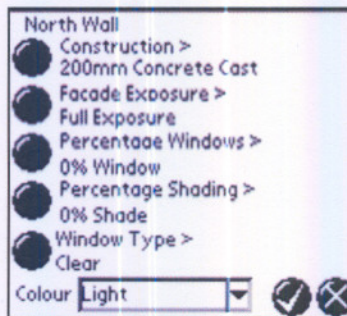 North Wall
Construction >
200mm Concrete Cast
Facade Exposure >
Full Exposure
Percentage Windows >
0% Window
Percentage Shading >
0% Shade
Window Type >
Clear
Colour Light